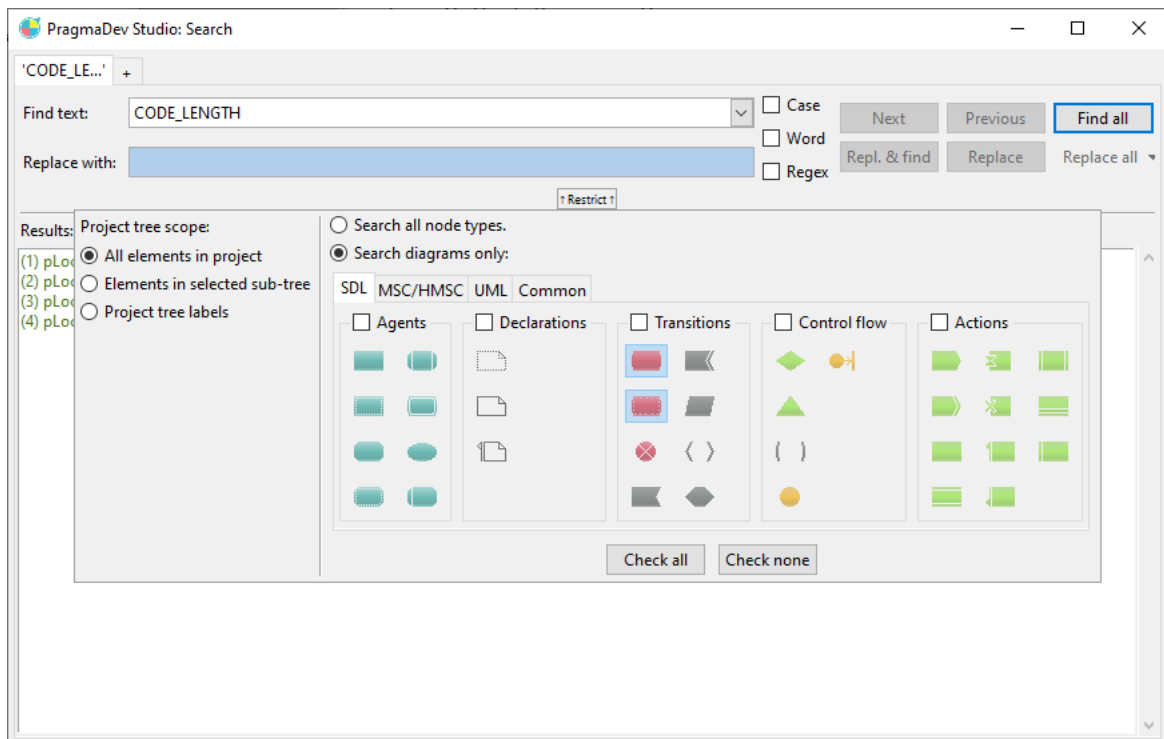 PragmaDev Studio: Search
'CODE_LE...' +
Find text: CODE_LENGTH Case Next Previous Find all
Word
Replace with: Regex Repl. & find Replace Replace all
↑ Restrict ↑
Results: Project tree scope: Search all node types.
(1) pLoc All elements in project Search diagrams only:
(2) pLoc Elements in selected sub-tree SDL MSC/HMSC UML Common
(3) pLoc Project tree labels
(4) pLoc Agents Declarations Transitions Control flow Actions
Check all Check none